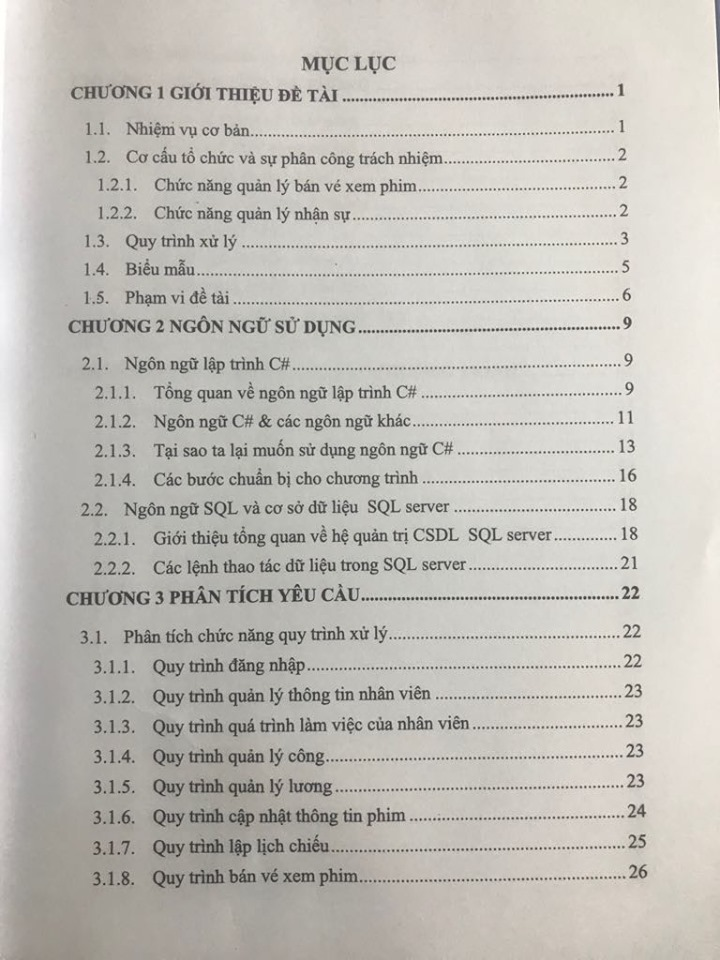 MỤC LỤC
CHƯƠNG 1 GIỚI THIỆU ĐỀ TÀI 1
1.1. Nhiệm vụ cơ bản 1
1.2. Cơ cấu tổ chức và sự phân công trách nhiệm 2
1.2.1. Chức năng quản lý bán vé xem phim 2
1.2.2. Chức năng quản lý nhận sự 2
1.3. Quy trình xử lý 3
1.4. Biểu mẫu 5
1.5. Phạm vi đề tài 6
CHƯƠNG 2 NGÔN NGỮ SỬ DỤNG 9
2.1. Ngôn ngữ lập trình C# 9
2.1.1. Tổng quan về ngôn ngữ lập trình C# 9
2.1.2. Ngôn ngữ C# & các ngôn ngữ khác 11
2.1.3. Tại sao ta lại muốn sử dụng ngôn ngữ C# 13
2.1.4. Các bước chuẩn bị cho chương trình 16
2.2. Ngôn ngữ SQL và cơ sở dữ liệu SQL server 18
2.2.1. Giới thiệu tổng quan về hệ quản trị CSDL SQL server 18
2.2.2. Các lệnh thao tác dữ liệu trong SQL server 21
CHƯƠNG 3 PHÂN TÍCH YÊU CẦU 22
3.1. Phân tích chức năng quy trình xử lý 22
3.1.1. Quy trình đăng nhập 22
3.1.2. Quy trình quản lý thông tin nhân viên 23
3.1.3. Quy trình quá trình làm việc của nhân viên 23
3.1.4. Quy trình quản lý công 23
3.1.5. Quy trình quản lý lương 23
3.1.6. Quy trình cập nhật thông tin phim 24
3.1.7. Quy trình lập lịch chiếu 25
3.1.8. Quy trình bán vé xem phim 26